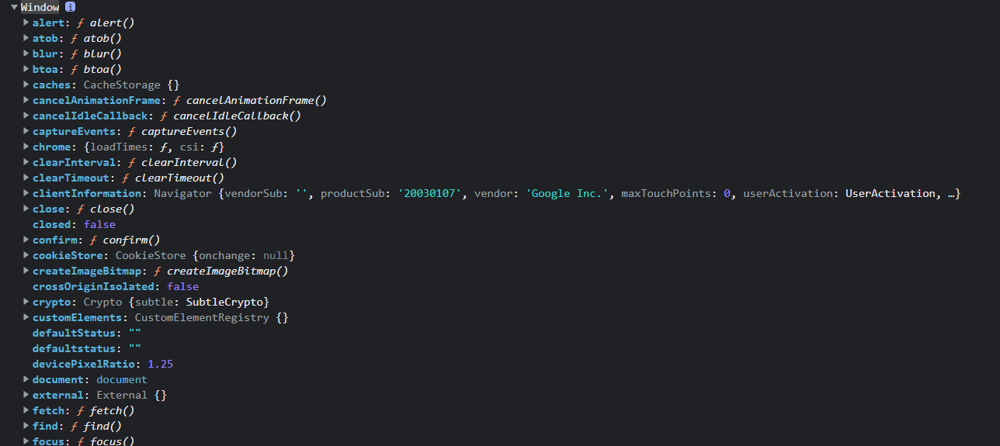 Window i
alert: ƒ alert()
atob: ƒ atob()
blur: ƒ blur()
btoa: ƒ btoa()
caches: CacheStorage {}
cancelAnimationFrame: ƒ cancelAnimationFrame()
cancelIdleCallback: ƒ cancelIdleCallback()
captureEvents: ƒ captureEvents()
chrome: {loadTimes: ƒ, csi: ƒ}
clearInterval: ƒ clearInterval()
clearTimeout: ƒ clearTimeout()
clientInformation: Navigator {vendorSub: '', productSub: '20030107', vendor: 'Google Inc.', maxTouchPoints: 0, userActivation: UserActivation, …}
close: ƒ close()
closed: false
confirm: ƒ confirm()
cookieStore: CookieStore {onchange: null}
createImageBitmap: ƒ createImageBitmap()
crossOriginIsolated: false
crypto: Crypto {subtle: SubtleCrypto}
customElements: CustomElementRegistry {}
defaultStatus: ""
defaultstatus: ""
devicePixelRatio: 1.25
document: document
external: External {}
fetch: ƒ fetch()
find: ƒ find()
focus: ƒ focus()